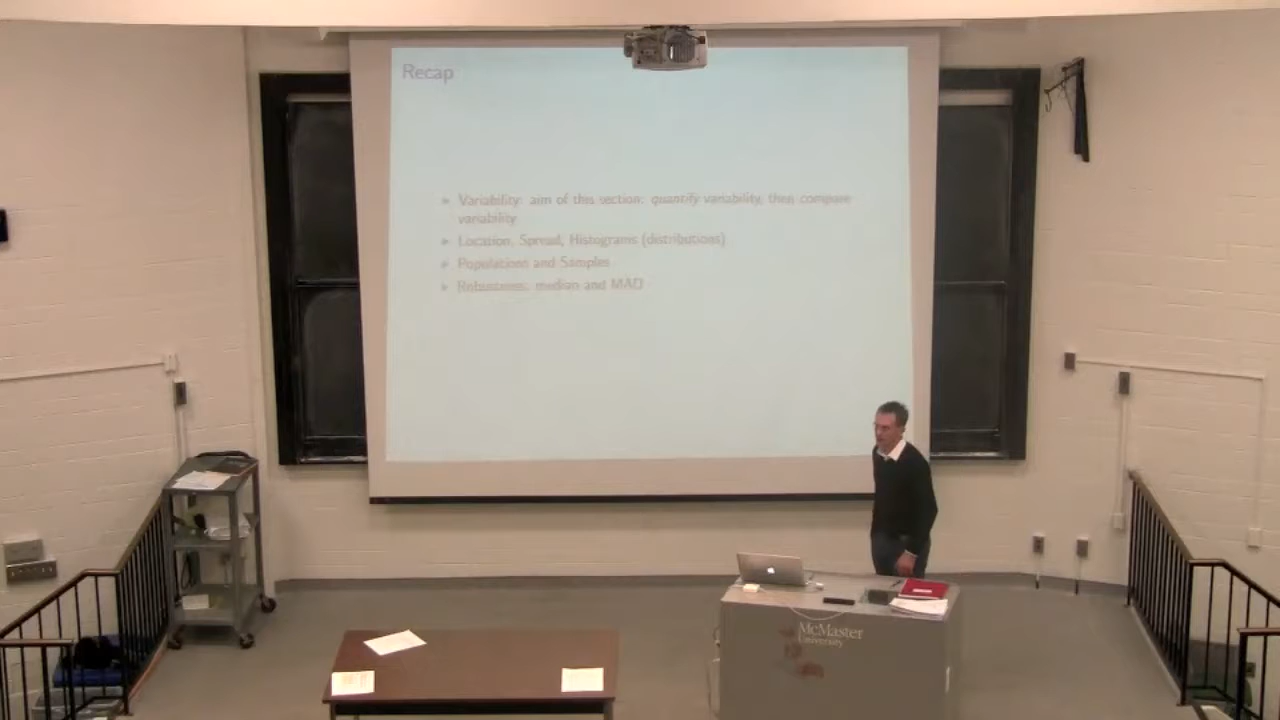 Recap
Variability: aim of this section: quantify variability, then compare
variability
Location, Spread, Histograms (distributions)
Populations and Samples
Robustness: median and MAD
McMaster
University